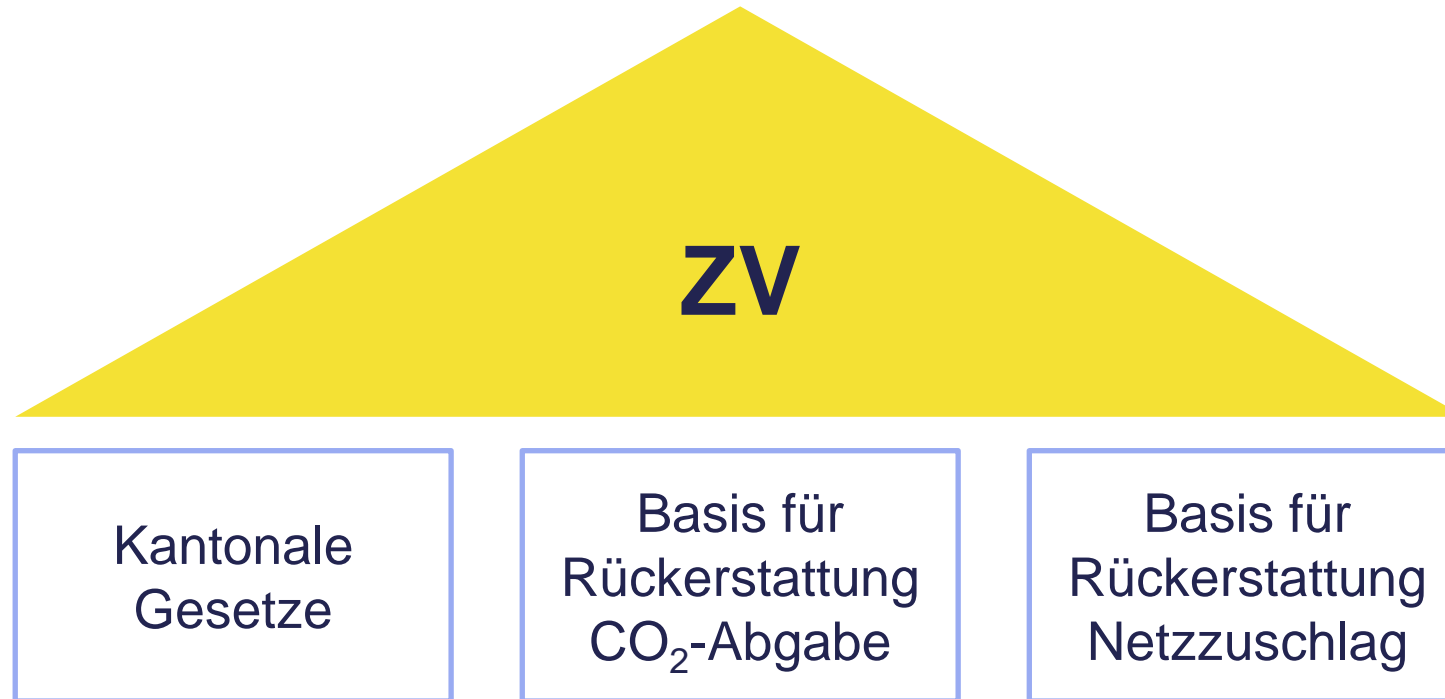 ZV
Kantonale
Gesetze
Basis für
Rückerstattung
CO₂-Abgabe
Basis für
Rückerstattung
Netzzuschlag